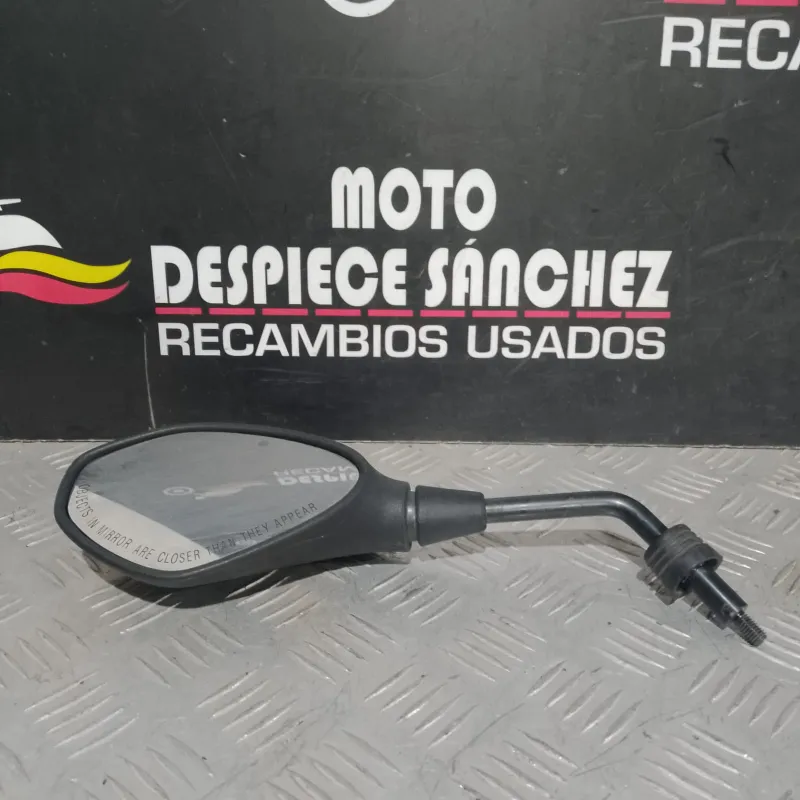 RECA
MOTO
DESPIECE SÁNCHEZ
RECAMBIOS USADOS
OBJECTS IN MIRROR ARE CLOSER THAN THEY APPEAR